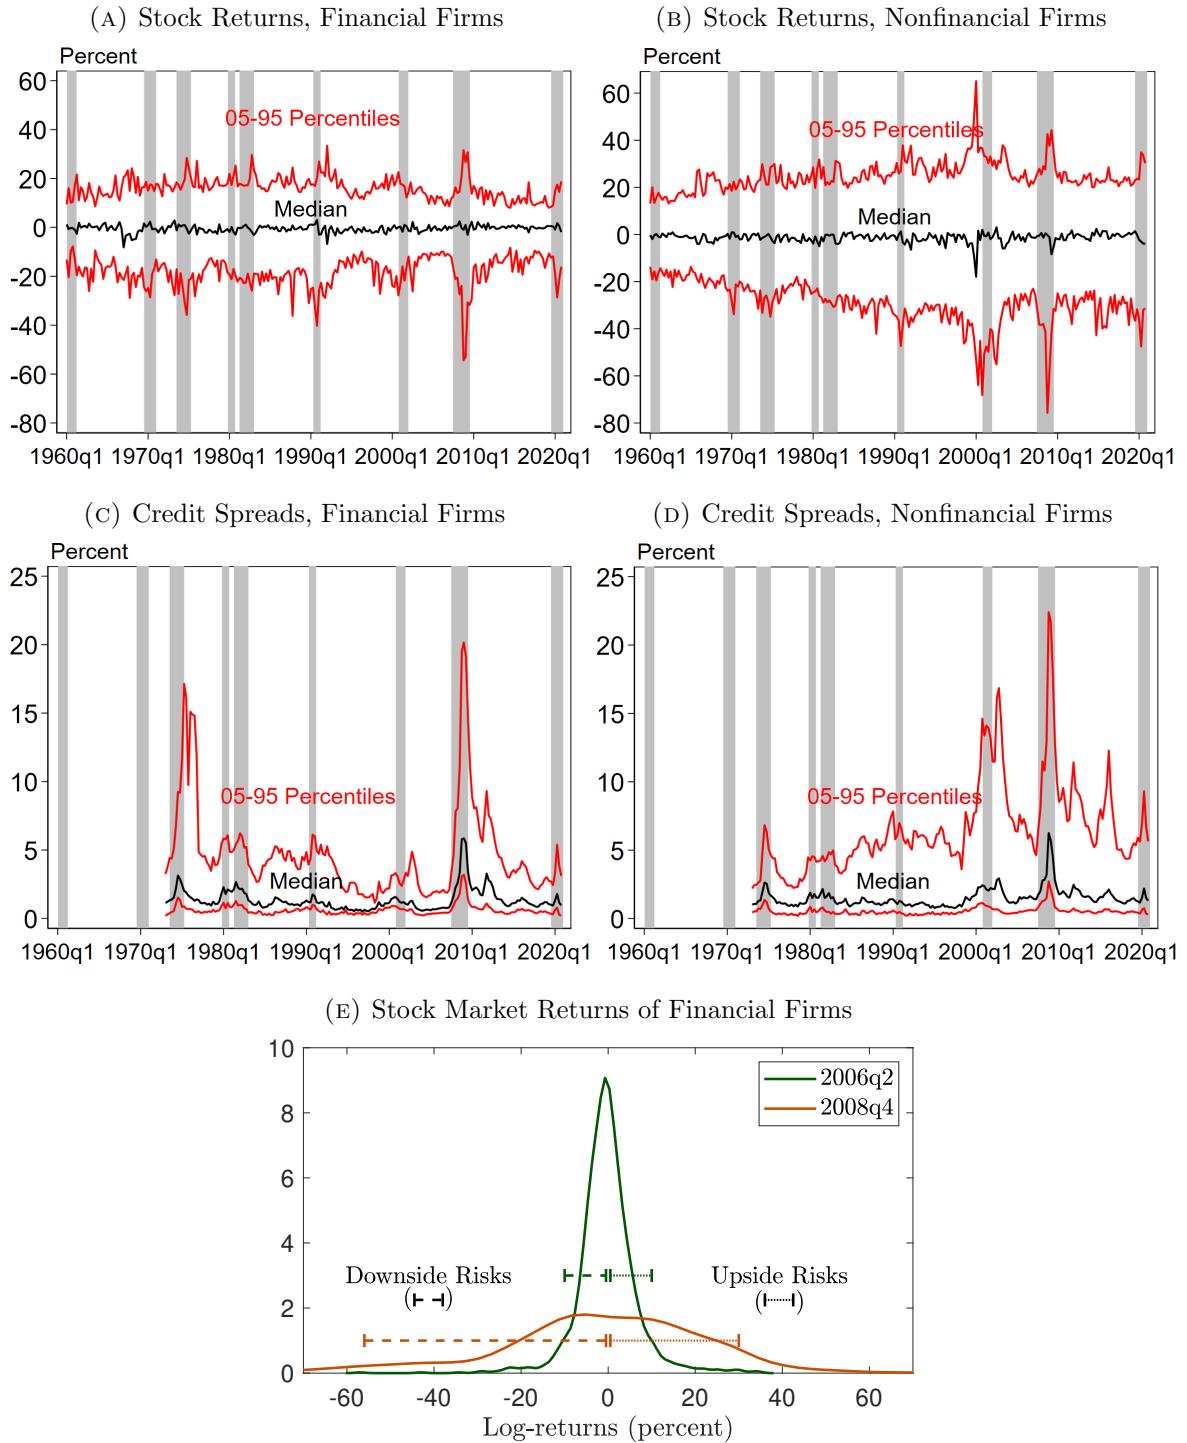 (A) Stock Returns, Financial Firms
Percent
60
40
20
0
-20
-40
-60
-80
05-95 Percentiles
Median
1960q1 1970q1 1980q1 1990q1 2000q1 2010q1 2020q1
(B) Stock Returns, Nonfinancial Firms
Percent
60
40
20
0
-20
-40
-60
-80
05-95 Percentiles
Median
1960q1 1970q1 1980q1 1990q1 2000q1 2010q1 2020q1
(C) Credit Spreads, Financial Firms
Percent
25
20
15
10
5
0
05-95 Percentiles
Median
1960q1 1970q1 1980q1 1990q1 2000q1 2010q1 2020q1
(D) Credit Spreads, Nonfinancial Firms
Percent
25
20
15
10
5
0
05-95 Percentiles
Median
1960q1 1970q1 1980q1 1990q1 2000q1 2010q1 2020q1
(E) Stock Market Returns of Financial Firms
10
8
6
4
2
0
2006q2
2008q4
Downside Risks
( )
Upside Risks
( )
-60 -40 -20 0 20 40 60
Log-returns (percent)